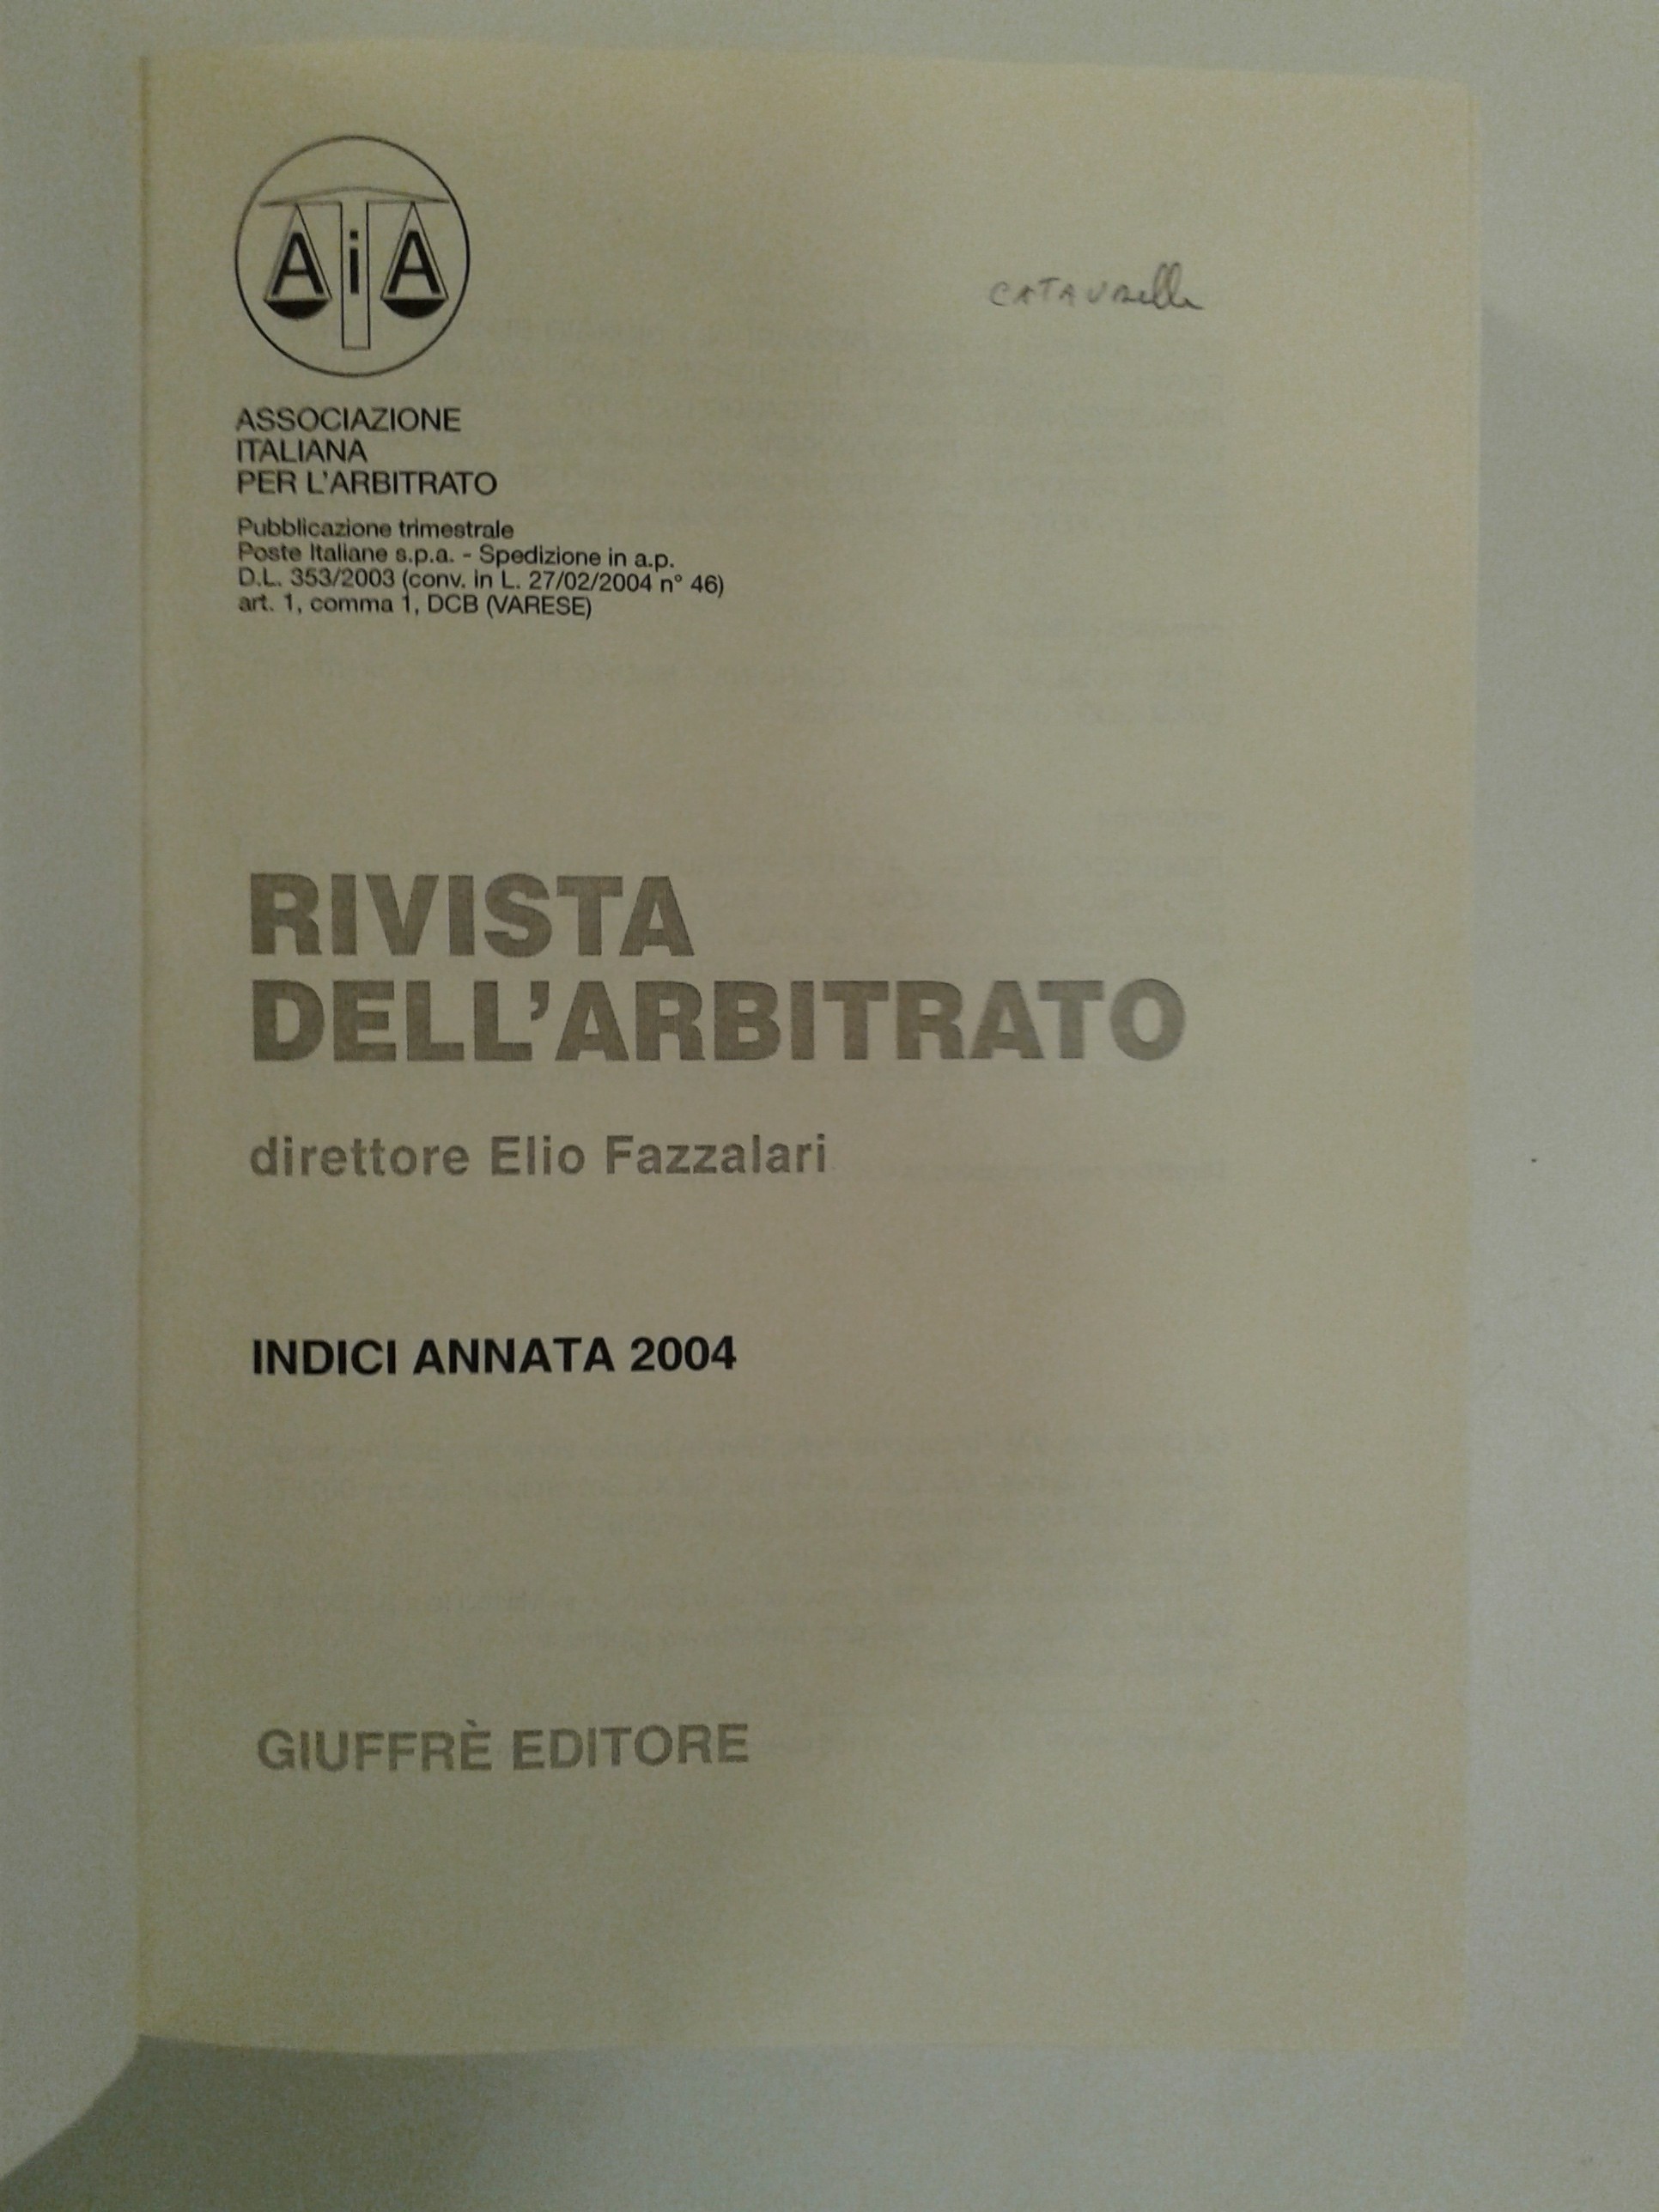 AiA
ASSOCIAZIONE
ITALIANA
PER L'ARBITRATO
Pubblicazione trimestrale
Poste Italiane s.p.a. - Spedizione in a.p.
D.L. 353/2003 (conv. in L. 27/02/2004 n° 46)
art. 1, comma 1, DCB (VARESE)
RIVISTA
DELL'ARBITRATO
direttore Elio Fazzalari
INDICI ANNATA 2004
GIUFFRÈ EDITORE